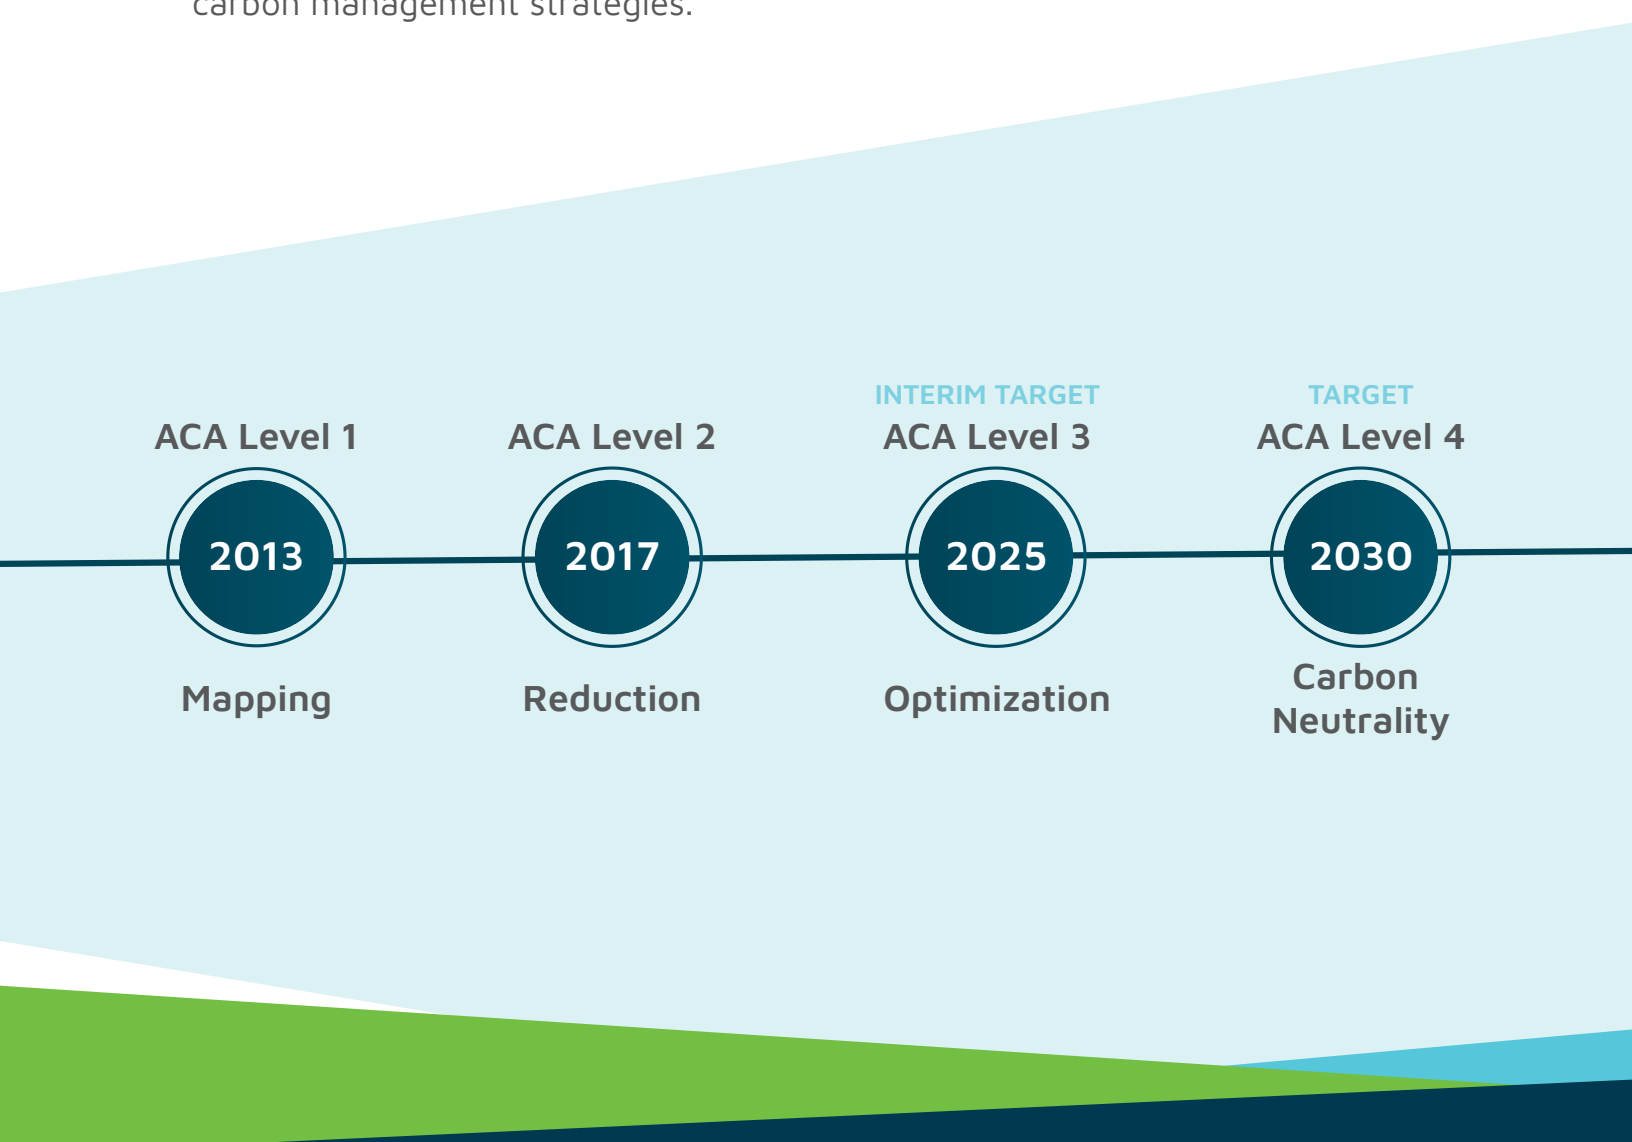 carbon management strategies.
INTERIM TARGET
TARGET
ACA Level 1
ACA Level 2
ACA Level 3
ACA Level 4
2013
2017
2025
2030
Mapping
Reduction
Optimization
Carbon
Neutrality